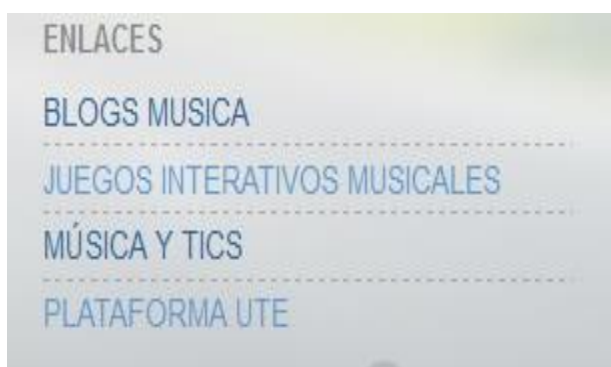 ENLACES
BLOGS MUSICA
JUEGOS INTERATIVOS MUSICALES
MÚSICA Y TICS
PLATAFORMA UTE